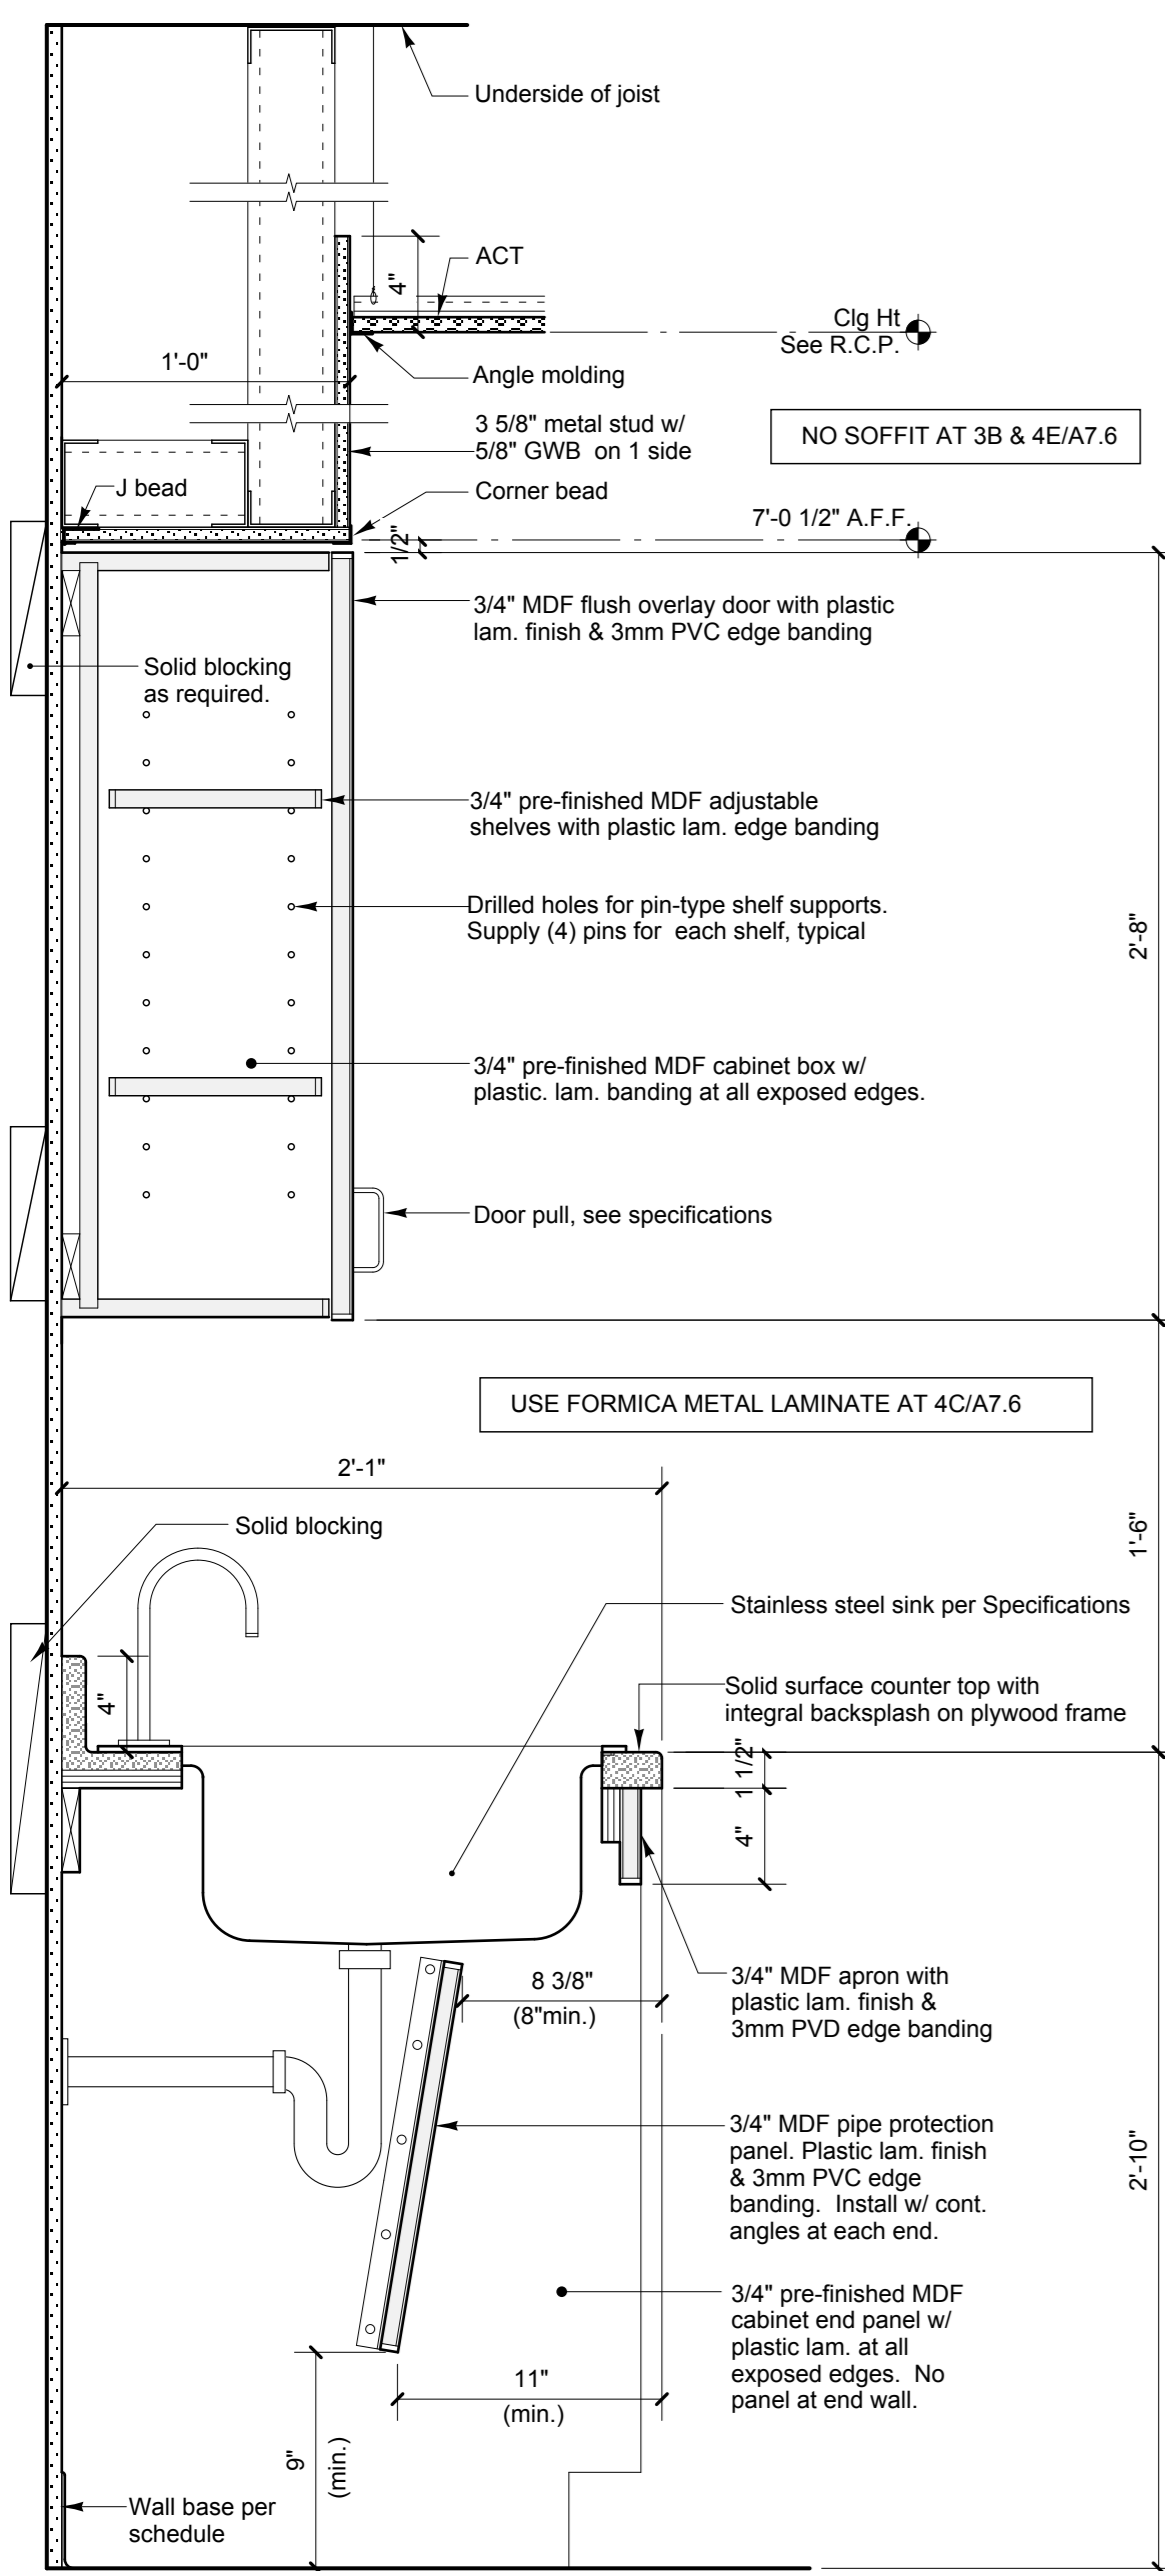 Underside of joist
ACT
4"
Clg Ht
See R.C.P.
1'-0"
Angle molding
3 5/8" metal stud w/
5/8" GWB on 1 side
NO SOFFIT AT 3B & 4E/A7.6
J bead
Corner bead
7'-0 1/2" A.F.F.
1/2"
3/4" MDF flush overlay door with plastic
lam. finish & 3mm PVC edge banding
Solid blocking
as required.
3/4" pre-finished MDF adjustable
shelves with plastic lam. edge banding
Drilled holes for pin-type shelf supports.
Supply (4) pins for each shelf, typical
2'-8"
3/4" pre-finished MDF cabinet box w/
plastic. lam. banding at all exposed edges.
Door pull, see specifications
USE FORMICA METAL LAMINATE AT 4C/A7.6
2'-1"
Solid blocking
1'-6"
Stainless steel sink per Specifications
4"
Solid surface counter top with
integral backsplash on plywood frame
1 1/2"
4"
8 3/8"
(8"min.)
3/4" MDF apron with
plastic lam. finish &
3mm PVD edge banding
3/4" MDF pipe protection
panel. Plastic lam. finish
& 3mm PVC edge
banding. Install w/ cont.
angles at each end.
2'-10"
3/4" pre-finished MDF
cabinet end panel w/
plastic lam. at all
exposed edges. No
panel at end wall.
11"
(min.)
9"
(min.)
Wall base per
schedule